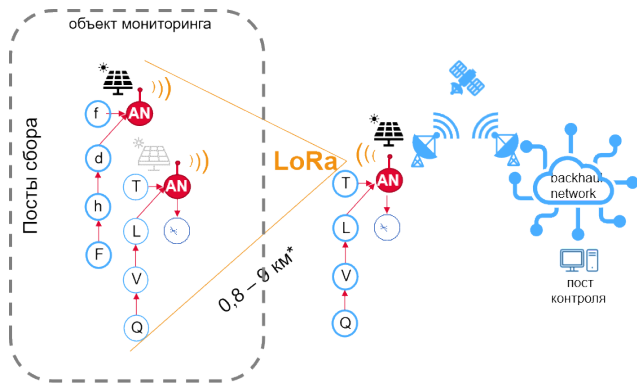 объект мониторинга
Посты сбора
f
AN
d
h
F
T
AN
L
V
Q
LoRa
0,8 – 9 км*
T
AN
L
V
Q
backhaul
network
пост
контроля